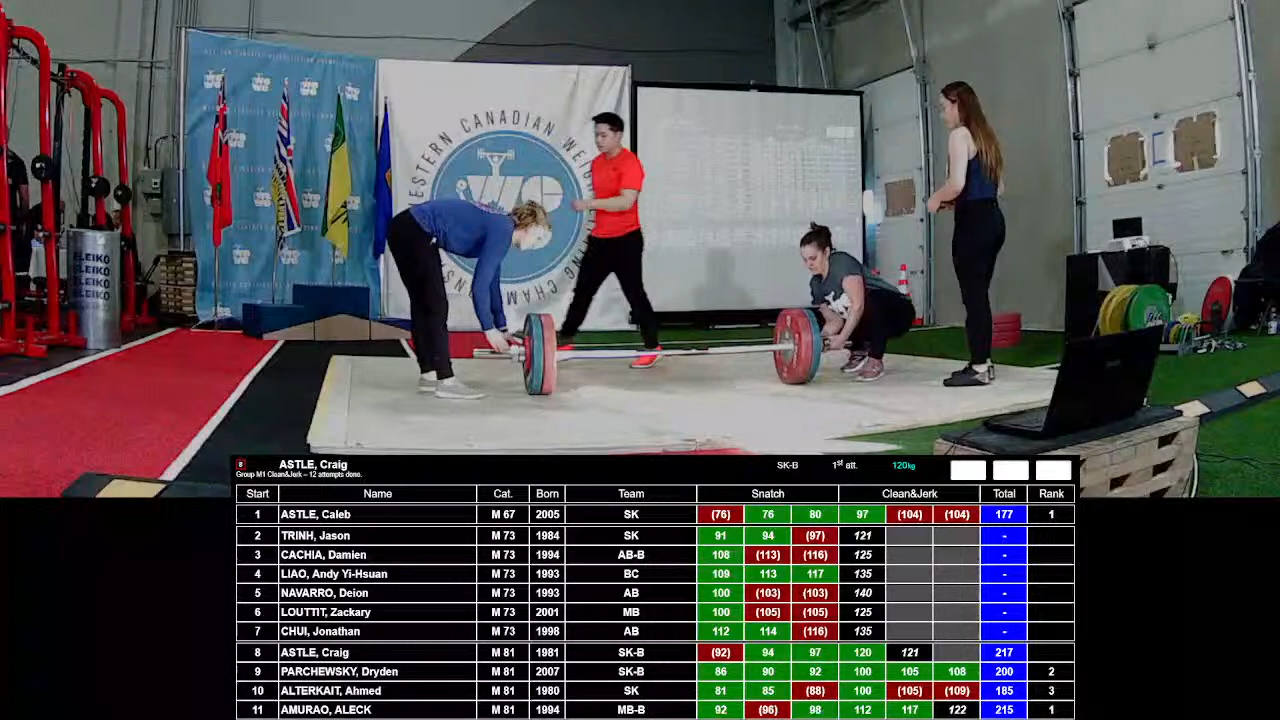 ESTERN CANADIAN WEIGH
WC
NG CHAMPIONS
ELEIKO
ELEIKO
ELEIKO
ELEIKO
8 ASTLE, Craig SK-B 1st att. 120kg
Group M1 Clean&Jerk – 12 attempts done.
Start Name Cat. Born Team Snatch Clean&Jerk Total Rank
1 ASTLE, Caleb M 67 2005 SK (76) 76 80 97 (104) (104) 177 1
2 TRINH, Jason M 73 1984 SK 91 94 (97) 121 -
3 CACHIA, Damien M 73 1994 AB-B 108 (113) (116) 125 -
4 LIAO, Andy Yi-Hsuan M 73 1993 BC 109 113 117 135 -
5 NAVARRO, Deion M 73 1993 AB 100 (103) (103) 140 -
6 LOUTTIT, Zackary M 73 2001 MB 100 (105) (105) 125 -
7 CHUI, Jonathan M 73 1998 AB 112 114 (116) 135 -
8 ASTLE, Craig M 81 1981 SK-B (92) 94 97 120 121 217
9 PARCHEWSKY, Dryden M 81 2007 SK-B 86 90 92 100 105 108 200 2
10 ALTERKAIT, Ahmed M 81 1980 SK 81 85 (88) 100 (105) (109) 185 3
11 AMURAO, ALECK M 81 1994 MB-B 92 (96) 98 112 117 122 215 1